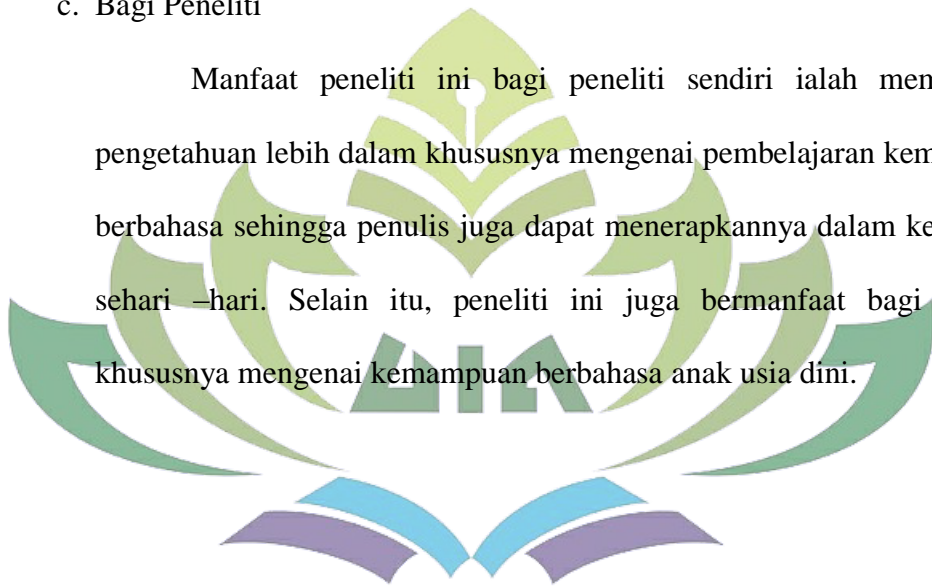 c. Bagi Peneliti
Manfaat peneliti ini bagi peneliti sendiri ialah men
pengetahuan lebih dalam khususnya mengenai pembelajaran kem
berbahasa sehingga penulis juga dapat menerapkannya dalam ke
sehari –hari. Selain itu, peneliti ini juga bermanfaat bagi
khususnya mengenai kemampuan berbahasa anak usia dini.